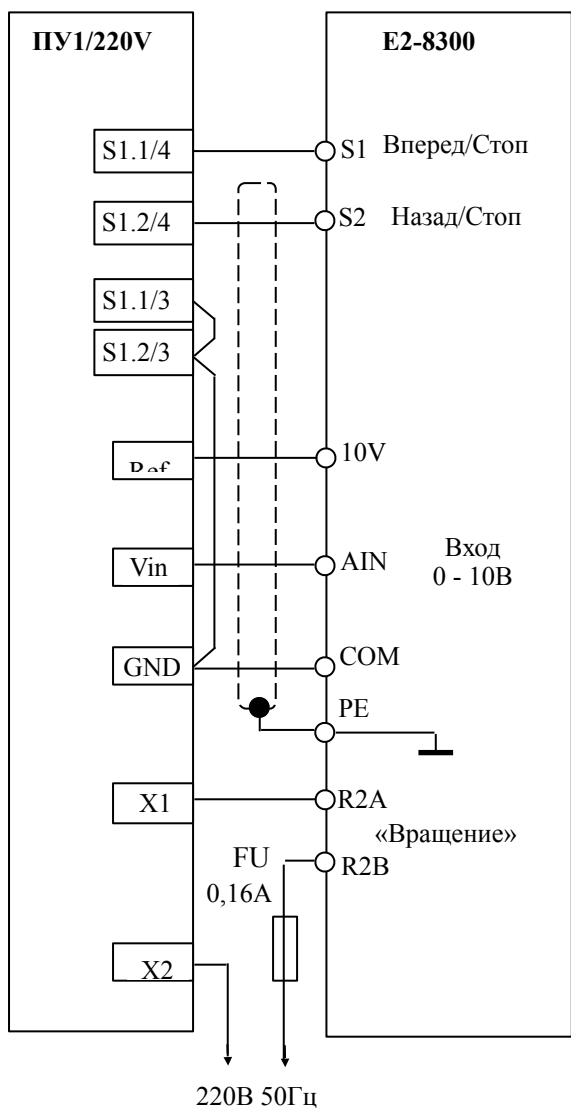 ПУ1/220V
E2-8300
S1.1/4
S1 Вперед/Стоп
S1.2/4
S2 Назад/Стоп
S1.1/3
S1.2/3
Ref
10V
Vin
AIN
Вход
0 - 10В
GND
COM
PE
X1
R2A
«Вращение»
FU
0,16А
R2B
X2
220В 50Гц